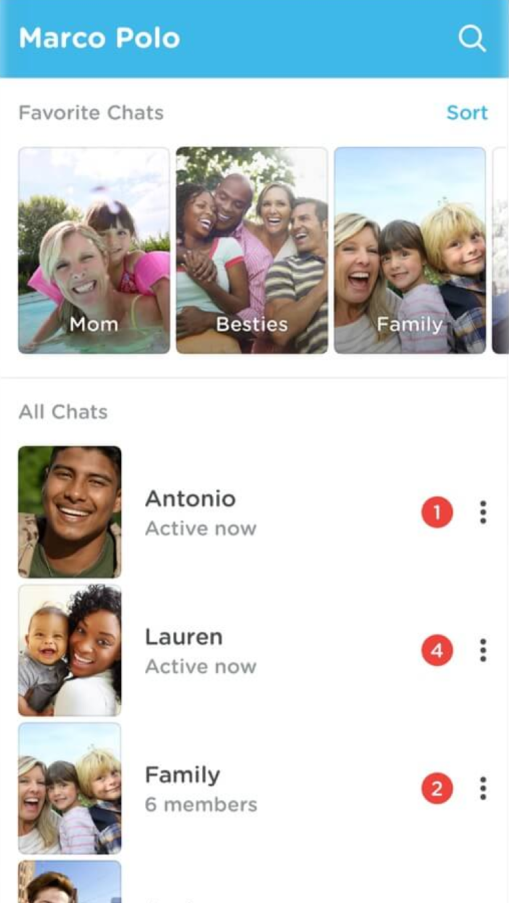 Marco Polo
Favorite Chats
Sort
Mom
Besties
Family
All Chats
Antonio
Active now
1
Lauren
Active now
4
Family
6 members
2